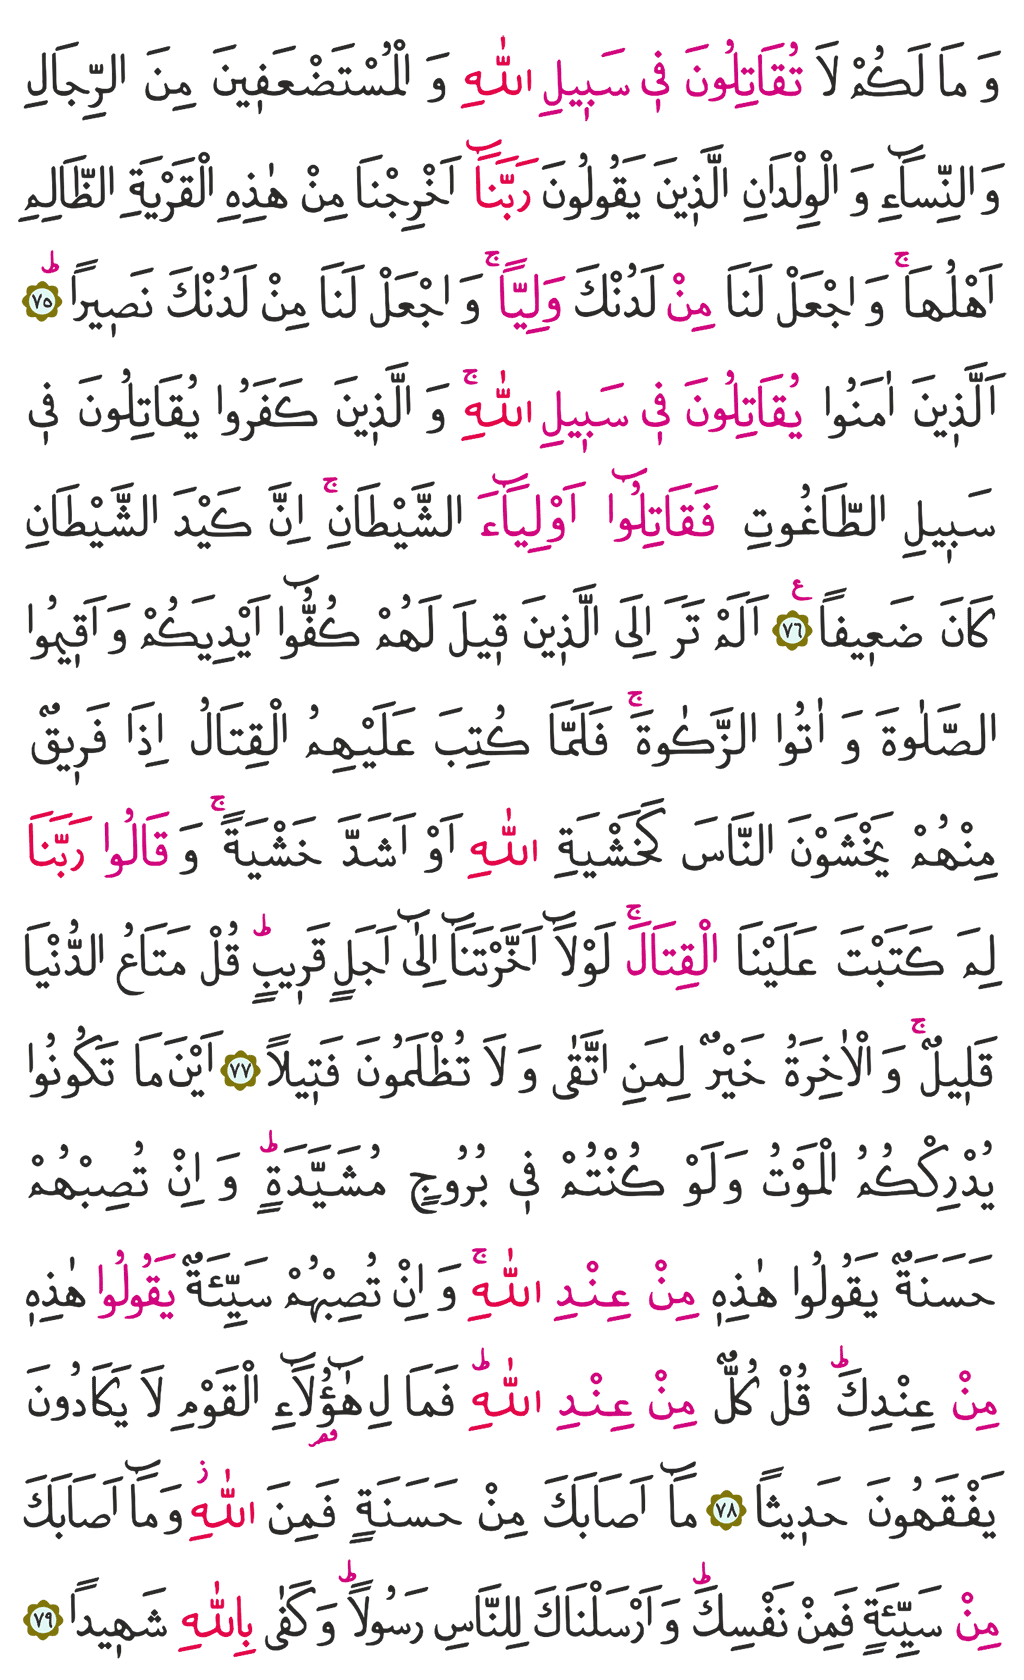 وَ مَا لَكُمْ لَا تُقَاتِلُونَ فٖي سَبٖيلِ اللّٰهِ وَ الْمُسْتَضْعَفٖينَ مِنَ الرِّجَالِ
وَ النِّسَٓاءِ وَ الْوِلْدَانِ الَّذٖينَ يَقُولُونَ رَبَّنَٓا اَخْرِجْنَا مِنْ هٰذِهِ الْقَرْيَةِ الظَّالِمِ
اَهْلُهَاۚ وَ اجْعَلْ لَنَا مِنْ لَدُنْكَ وَلِيًّاۚ وَ اجْعَلْ لَنَا مِنْ لَدُنْكَ نَصٖيرًاؕ ﴿٧٥﴾
اَلَّذٖينَ اٰمَنُوا يُقَاتِلُونَ فٖي سَبٖيلِ اللّٰهِۚ وَ الَّذٖينَ كَفَرُوا يُقَاتِلُونَ فٖي
سَبٖيلِ الطَّاغُوتِ فَقَاتِلُٓوا اَوْلِيَٓاءَ الشَّيْطَانِۚ اِنَّ كَيْدَ الشَّيْطَانِ
كَانَ ضَعٖيفًا ع ﴿٧٦﴾ اَلَمْ تَرَ اِلَى الَّذٖينَ قٖيلَ لَهُمْ كُفُّٓوا اَيْدِيَكُمْ وَ اَقٖيمُوا
الصَّلٰوةَ وَ اٰتُوا الزَّكٰوةَۚ فَلَمَّا كُتِبَ عَلَيْهِمُ الْقِتَالُ اِذَا فَرٖيقٌ
مِنْهُمْ يَخْشَوْنَ النَّاسَ كَخَشْيَةِ اللّٰهِ اَوْ اَشَدَّ خَشْيَةًۚ وَ قَالُوا رَبَّنَا
لِمَ كَتَبْتَ عَلَيْنَا الْقِتَالَۚ لَوْلَٓا اَخَّرْتَنَٓا اِلٰٓى اَجَلٍ قَرٖيبٍؕ قُلْ مَتَاعُ الدُّنْيَا
قَلٖيلٌۚ وَ الْاٰخِرَةُ خَيْرٌ لِمَنِ اتَّقٰى وَ لَا تُظْلَمُونَ فَتٖيلًا ﴿٧٧﴾ اَيْنَ مَا تَكُونُوا
يُدْرِكْكُمُ الْمَوْتُ وَ لَوْ كُنْتُمْ فٖي بُرُوجٍ مُشَيَّدَةٍؕ وَ اِنْ تُصِبْهُمْ
حَسَنَةٌ يَقُولُوا هٰذِهٖ مِنْ عِنْدِ اللّٰهِۚ وَ اِنْ تُصِبْهُمْ سَيِّئَةٌ يَقُولُوا هٰذِهٖ
مِنْ عِنْدِكَؕ قُلْ كُلٌّ مِنْ عِنْدِ اللّٰهِؕ فَمَا لِ هٰٓؤُ۬لَٓاءِ الْقَوْمِ لَا يَكَادُونَ
يَفْقَهُونَ حَدٖيثًا ﴿٧٨﴾ مَٓا اَصَابَكَ مِنْ حَسَنَةٍ فَمِنَ اللّٰهِؗ وَ مَٓا اَصَابَكَ
مِنْ سَيِّئَةٍ فَمِنْ نَفْسِكَؕ وَ اَرْسَلْنَاكَ لِلنَّاسِ رَسُولًاؕ وَ كَفٰى بِاللّٰهِ شَهٖيدًا ﴿٧٩﴾